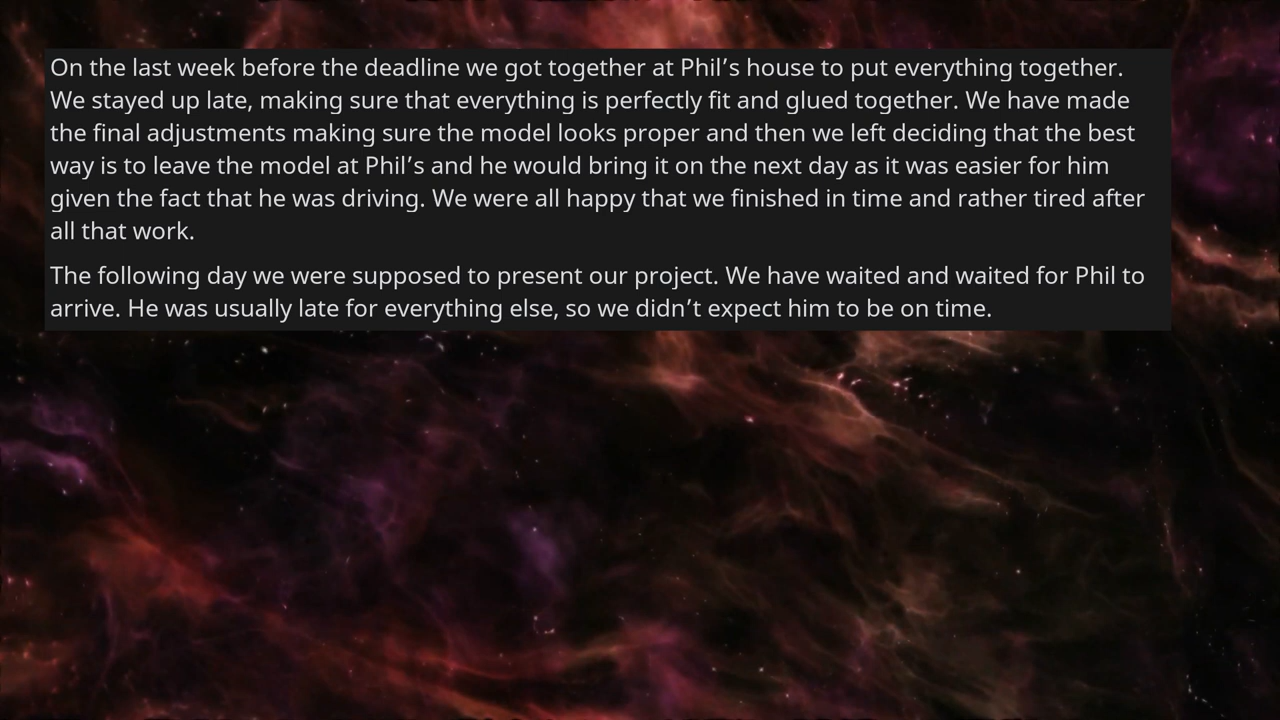 On the last week before the deadline we got together at Phil’s house to put everything together.
We stayed up late, making sure that everything is perfectly fit and glued together. We have made
the final adjustments making sure the model looks proper and then we left deciding that the best
way is to leave the model at Phil’s and he would bring it on the next day as it was easier for him
given the fact that he was driving. We were all happy that we finished in time and rather tired after
all that work.
The following day we were supposed to present our project. We have waited and waited for Phil to
arrive. He was usually late for everything else, so we didn’t expect him to be on time.